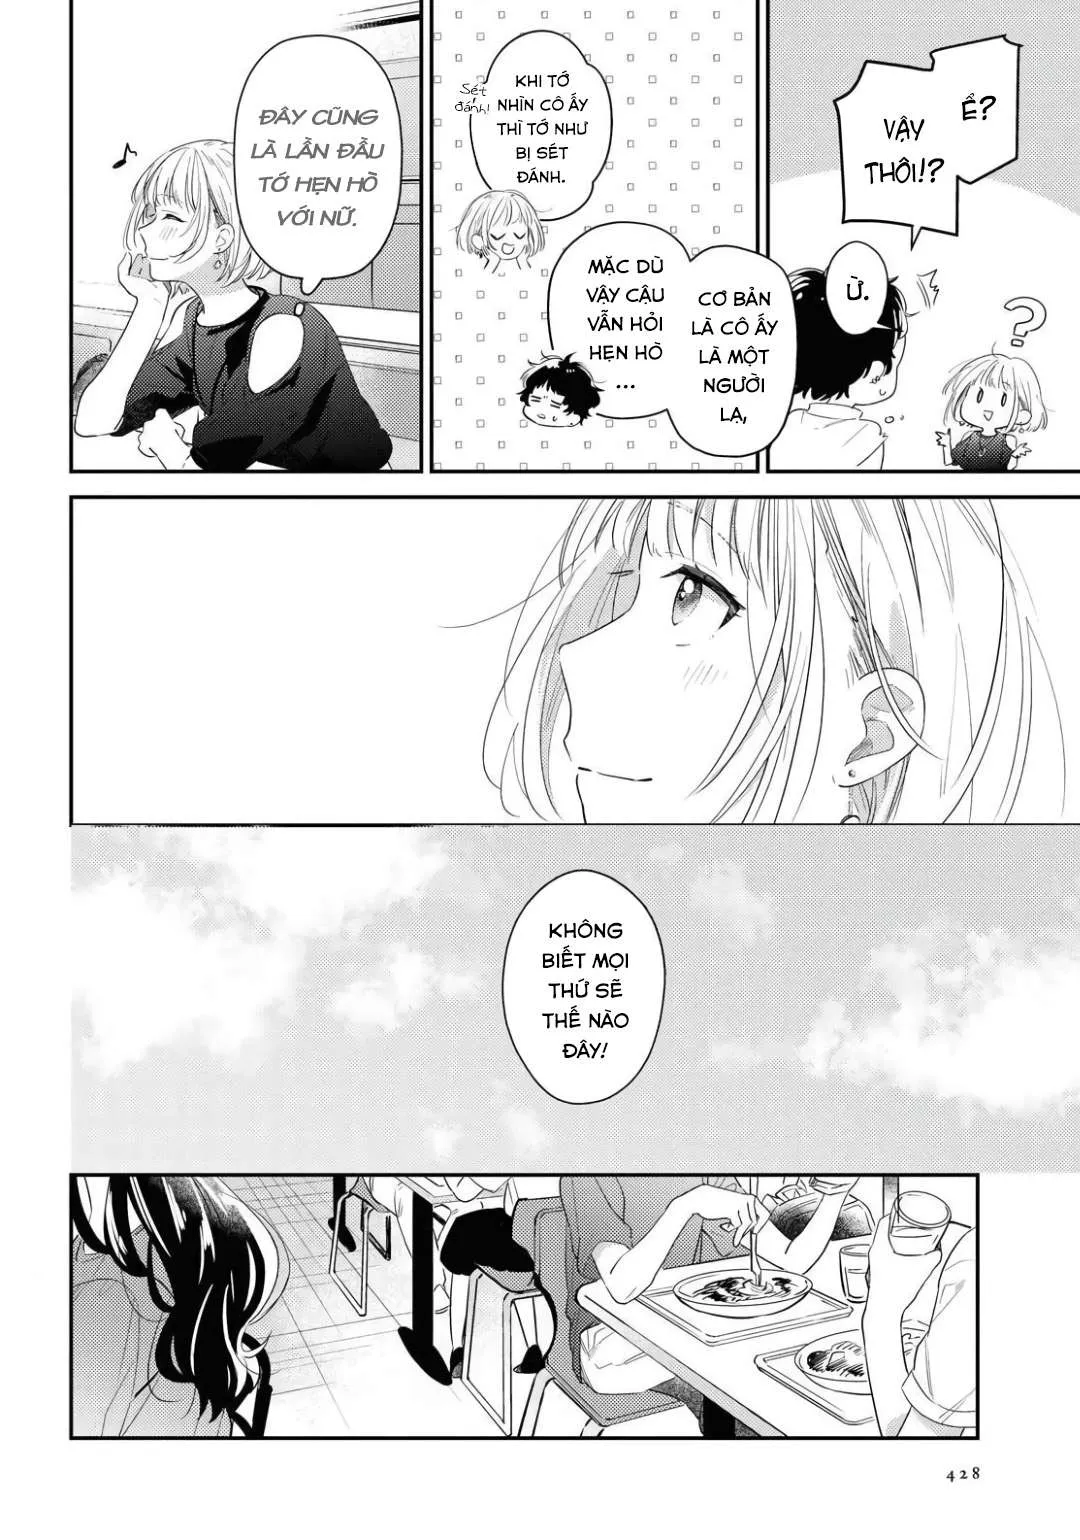 Ể?
VẬY
THÔI!?
Ừ.
CƠ BẢN
LÀ CÔ ẤY
LÀ MỘT
NGƯỜI
LẠ,
MẶC DÙ
VẬY CẬU
VẪN HỎI
HẸN HÒ
...
KHI TỚ
NHÌN CÔ ẤY
THÌ TỚ NHƯ
BỊ SÉT
ĐÁNH.
Sét
đánh!
ĐÂY CŨNG
LÀ LẦN ĐẦU
TỚ HẸN HÒ
VỚI NỮ.
KHÔNG
BIẾT MỌI
THỨ SẼ
THẾ NÀO
ĐÂY!
428